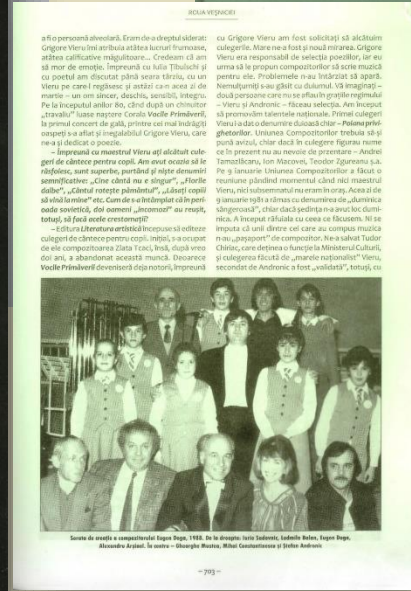 ROUA VEȘNICIEI
a fi o persoană alveolară. Eram de-a dreptul siderat:
Grigore Vieru îmi atribuia atâtea lucruri frumoase,
atâtea calificative măgulitoare... Credeam că am
să mor de emoție. Împreună cu Iulia Țibulschi și
cu poetul am discutat până seara târziu, cu un
Vieru pe care-l regăsesc și astăzi ca-n acea zi de
martie – un om sincer, deschis, sensibil, integru.
Pe la începutul anilor 80, când după un chinuitor
„travaliu” luase naștere Corala Vocile Primăverii,
la primul concert de gală, printre cei mai îndrăgiți
oaspeți s-a aflat și inegalabilul Grigore Vieru, care
ne-a și dedicat o poezie.
– Împreună cu maestrul Vieru ați alcătuit cule-
geri de cântece pentru copii. Am avut ocazia să le
răsfoiesc, sunt superbe, purtând și niște denumiri
semnificative: „Cine cântă nu e singur”, „Florile
dalbe”, „Cântul rotește pământul”, „Lăsați copiii
să vină la mine” etc. Cum de s-a întâmplat că în peri-
oada sovietică, doi oameni „incomozi” au reușit,
totuși, să facă acele crestomații?
– Editura Literatura artistică începuse să editeze
culegeri de cântece pentru copii. Inițial, s-a ocupat
de ele compozitoarea Zlata Tcaci, însă, după vreo
doi ani, a abandonat această muncă. Deoarece
Vocile Primăverii deveniseră deja notorii, împreună
cu Grigore Vieru am fost solicitați să alcătuim
culegerile. Mare ne-a fost și nouă mirarea. Grigore
Vieru era responsabil de selecția poeziilor, iar eu
urma să le propun compozitorilor să scrie muzică
pentru ele. Problemele n-au întârziat să apară.
Nemulțumiți s-au găsit cu duiumul. Vă imaginați –
două persoane care nu se aflau în grațiile regimului
– Vieru și Andronic – făceau selecția. Am început
să promovăm talentele naționale. Primei culegeri
Vieru i-a dat o denumire duioasă chiar – Poiana privi-
ghetorilor. Uniunea Compozitorilor trebuia să-și
pună avizul, chiar dacă în culegere figurau nume
ce în prezent nu au nevoie de prezentare – Andrei
Tamazlâcaru, Ion Macovei, Teodor Zgureanu ș.a.
Pe 9 ianuarie Uniunea Compozitorilor a făcut o
reuniune pândind momentul când nici maestrul
Vieru, nici subsemnatul nu eram în oraș. Acea zi de
9 ianuarie 1981 a rămas cu denumirea de „duminica
sângeroasă”, chiar dacă ședința n-a avut loc dumi-
nica. A început răfuiala cu ceea ce făceam. Ni se
imputa că unii dintre cei care au compus muzica
n-au „pașaport” de compozitor. Ne-a salvat Tudor
Chiriac, care deținea o funcție la Ministerul Culturii,
și culegerea făcută de „marele naționalist” Vieru,
secondat de Andronic a fost „validată”, totuși, cu
Serata de creație a compozitorului Eugen Doga, 1988. De la dreapta: Iurie Sadovnic, Ludmila Balan, Eugen Doga,
Alexandru Arșinel. În centru – Gheorghe Mustea, Mihai Constantinescu și Ștefan Andronic
– 703 –